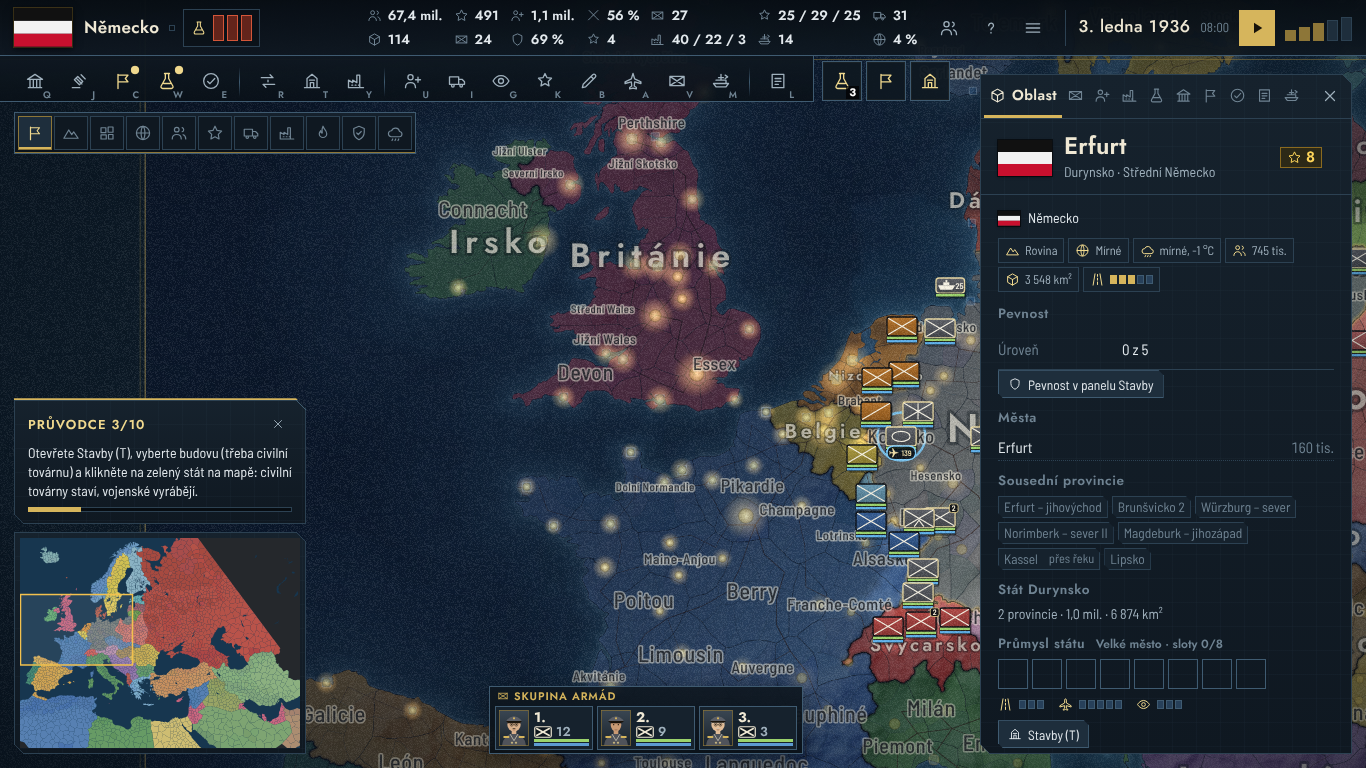 Německo
67,4 mil.
491
1,1 mil.
56 %
27
25 / 29 / 25
31
114
24
69 %
4
40 / 22 / 3
14
4 %
?
3. ledna 1936
08:00
Q
J
C
W
E
R
T
Y
U
I
G
K
B
A
V
M
L
3
Oblast
Erfurt
Durynsko · Střední Německo
8
Německo
Rovina
Mírné
mírné, -1 °C
745 tis.
3 548 km²
Pevnost
Úroveň
0 z 5
Pevnost v panelu Stavby
Města
Erfurt
160 tis.
Sousední provincie
Erfurt – jihovýchod
Brunšvicko 2
Würzburg – sever
Norimberk – sever II
Magdeburk – jihozápad
Kassel přes řeku
Lipsko
Stát Durynsko
2 provincie · 1,0 mil. · 6 874 km²
Průmysl státu
Velké město · sloty 0/8
Stavby (T)
PRŮVODCE 3/10
Otevřete Stavby (T), vyberte budovu (třeba civilní
továrnu) a klikněte na zelený stát na mapě: civilní
továrny staví, vojenské vyrábějí.
Perthshire
Jižní Ulster
Jižní Skotsko
Severní Irsko
Connacht
Irsko
Británie
Střední Wales
Jižní Wales
Devon
Essex
25
Belgie
139
Hesensko
Dolní Normandie
Pikardie
Champagne
2
Maine-Anjou
Poitou
Berry
Franche-Comté
2
Švýcarsko
Limousin
Auvergne
Akvitánie
Galicie
León
Toulouse
Languedoc
Milán
Piemont
SKUPINA ARMÁD
1.
12
2.
9
3.
3